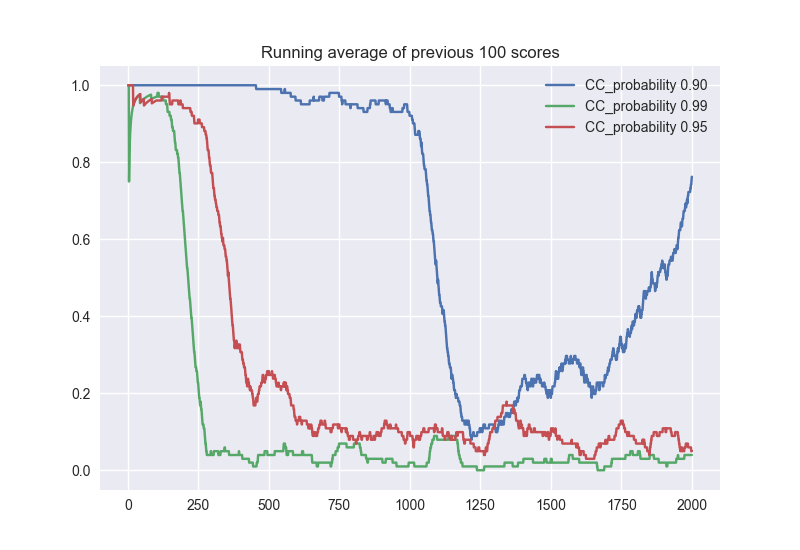 Running average of previous 100 scores
1.0
0.8
0.6
0.4
0.2
0.0
CC_probability 0.90
CC_probability 0.99
CC_probability 0.95
0 250 500 750 1000 1250 1500 1750 2000